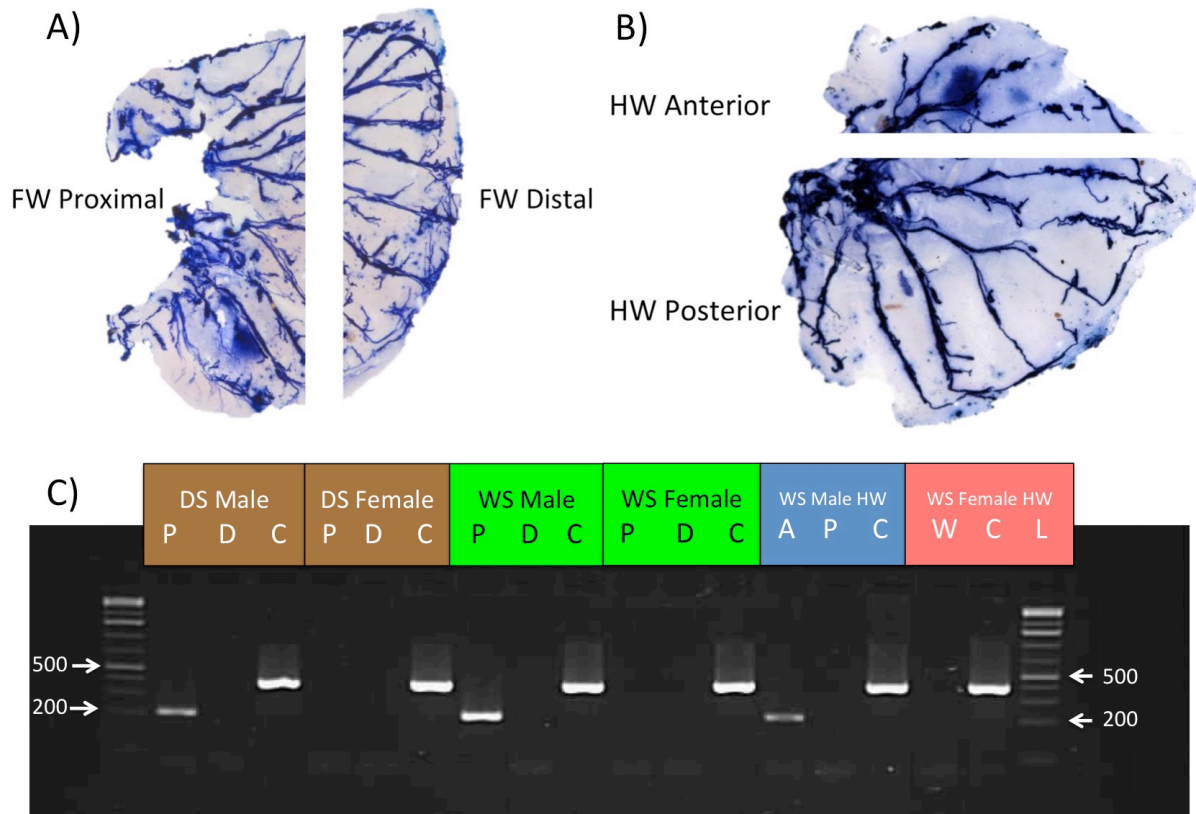 A)
FW Proximal
FW Distal
B)
HW Anterior
HW Posterior
C)
DS Male
P D C
DS Female
P D C
WS Male
P D C
WS Female
P D C
WS Male HW
A P C
WS Female HW
W C L
500
200
500
200